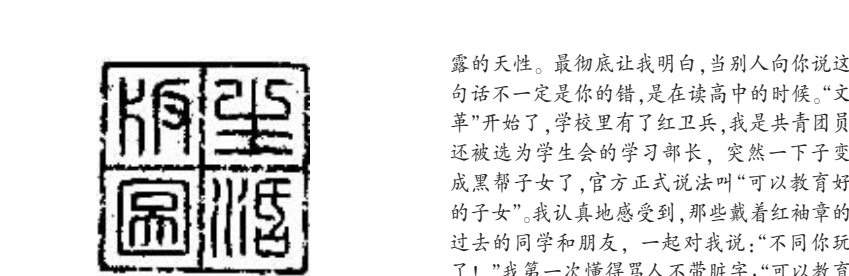 生活
版图
露的天性。最彻底让我明白,当别人向你说这
句话不一定是你的错,是在读高中的时候。“文
革”开始了,学校里有了红卫兵,我是共青团员
还被选为学生会的学习部长，突然一下子变
成黑帮子女了,官方正式说法叫“可以教育好
的子女”。我认真地感受到,那些戴着红袖章的
过去的同学和朋友，一起对我说:“不同你玩
了！”我第一次懂得骂人不带脏字:“可以教育